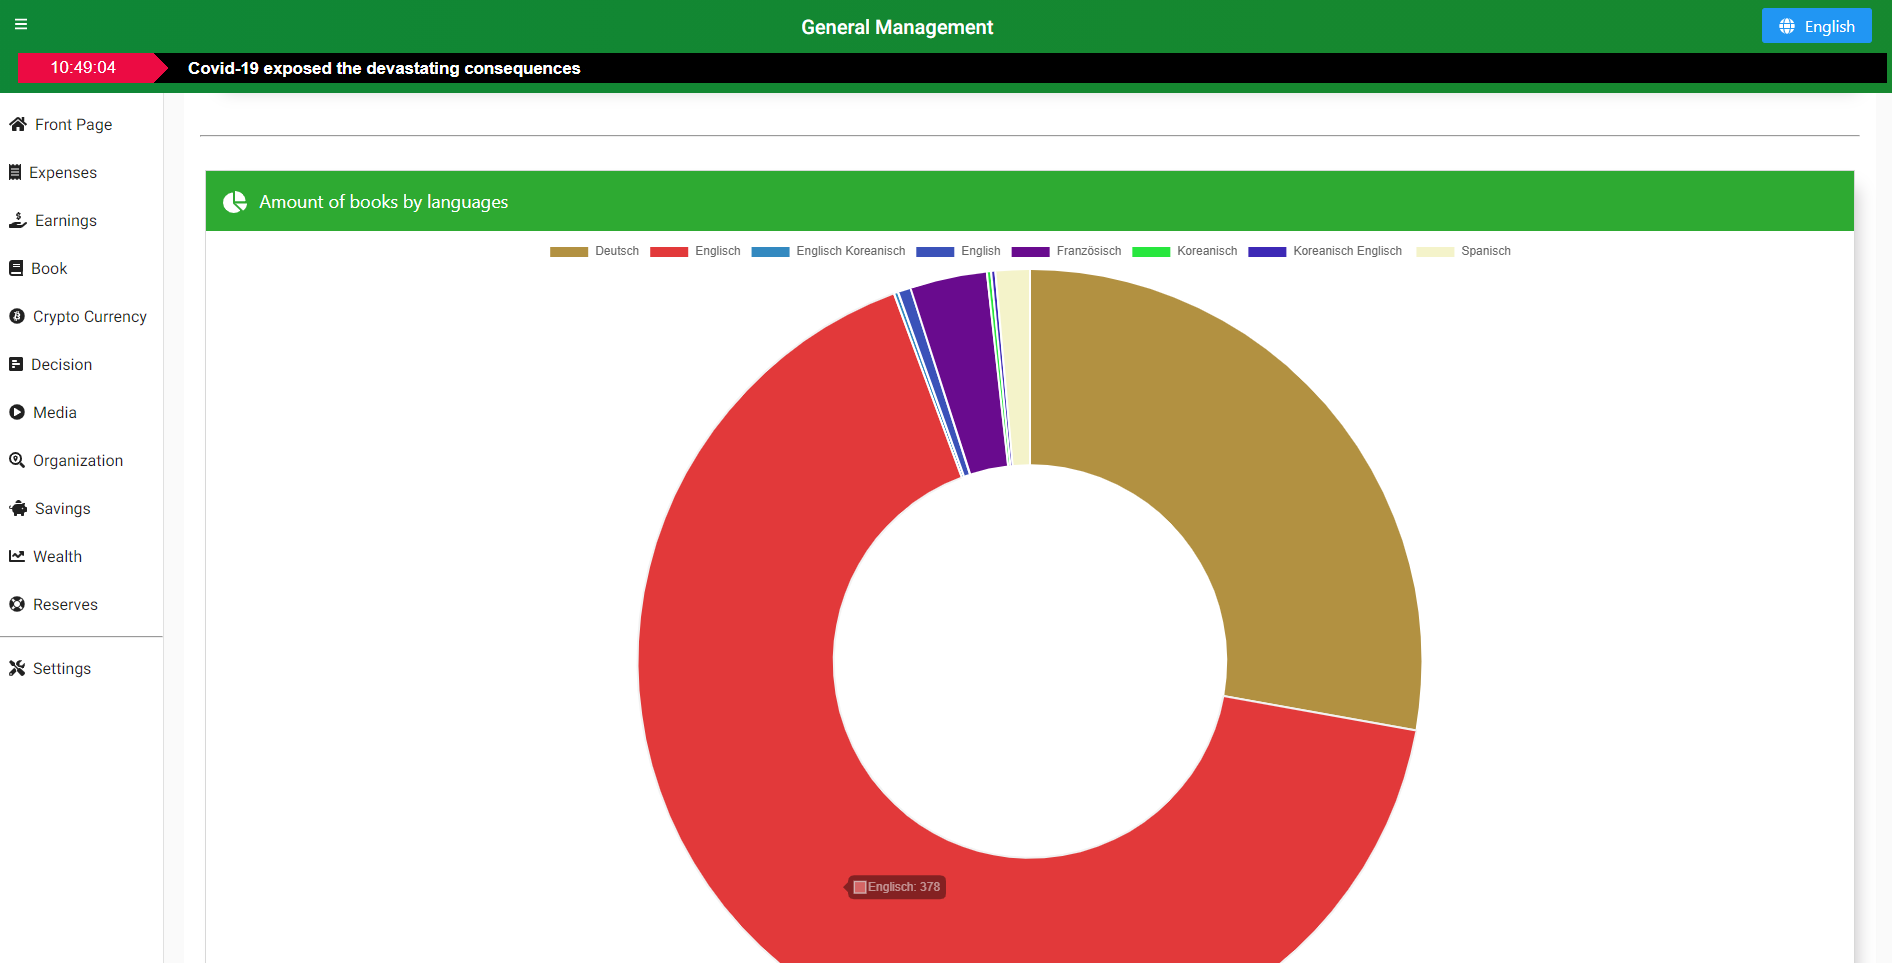 General Management
English
10:49:04
Covid-19 exposed the devastating consequences
Front Page
Expenses
Earnings
Book
Crypto Currency
Decision
Media
Organization
Savings
Wealth
Reserves
Settings
Amount of books by languages
Deutsch Englisch Englisch Koreanisch English Französisch Koreanisch Koreanisch Englisch Spanisch
Englisch: 378